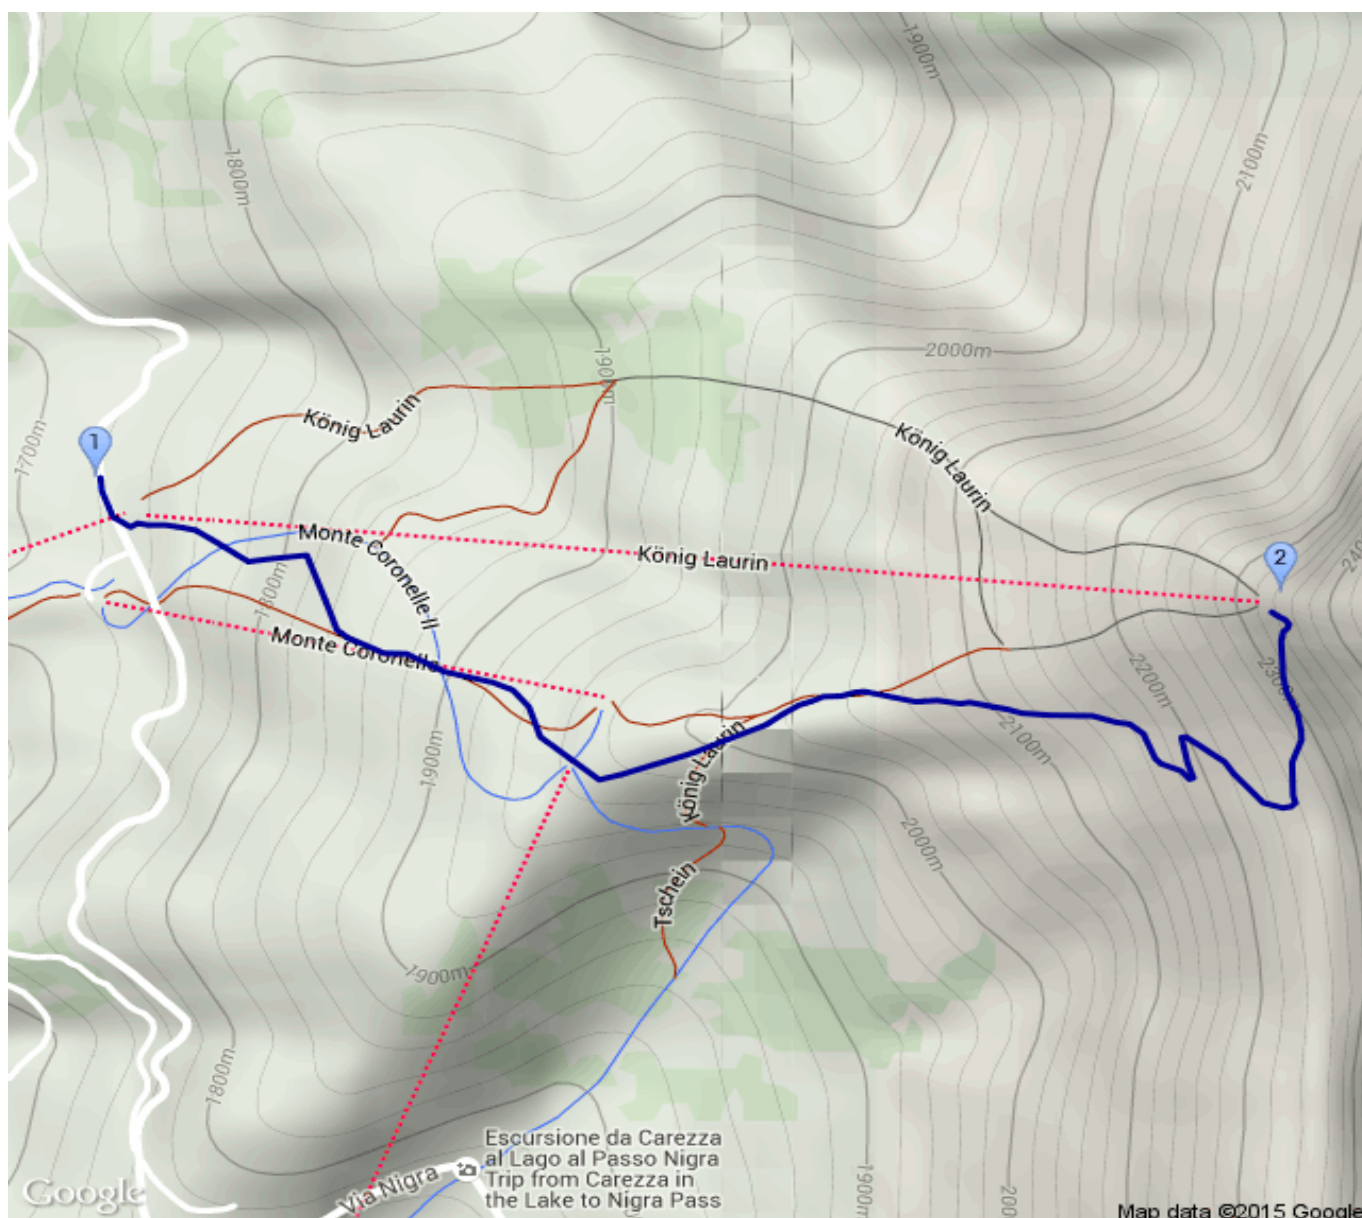 1900m
2100m
1800m
2000m
1900m
König Laurin
König Laurin
1700m
1
Monte Coronelle II
König Laurin
2
1800m
Monte Coronelle
2200m
2300m
1900m
König Laurin
2100m
2000m
Tschein
1900m
1800m
Escursione da Carezza
al Lago al Passo Nigra
Trip from Carezza in
the Lake to Nigra Pass
Via Nigra
1900m
Google
Map data ©2015 Google